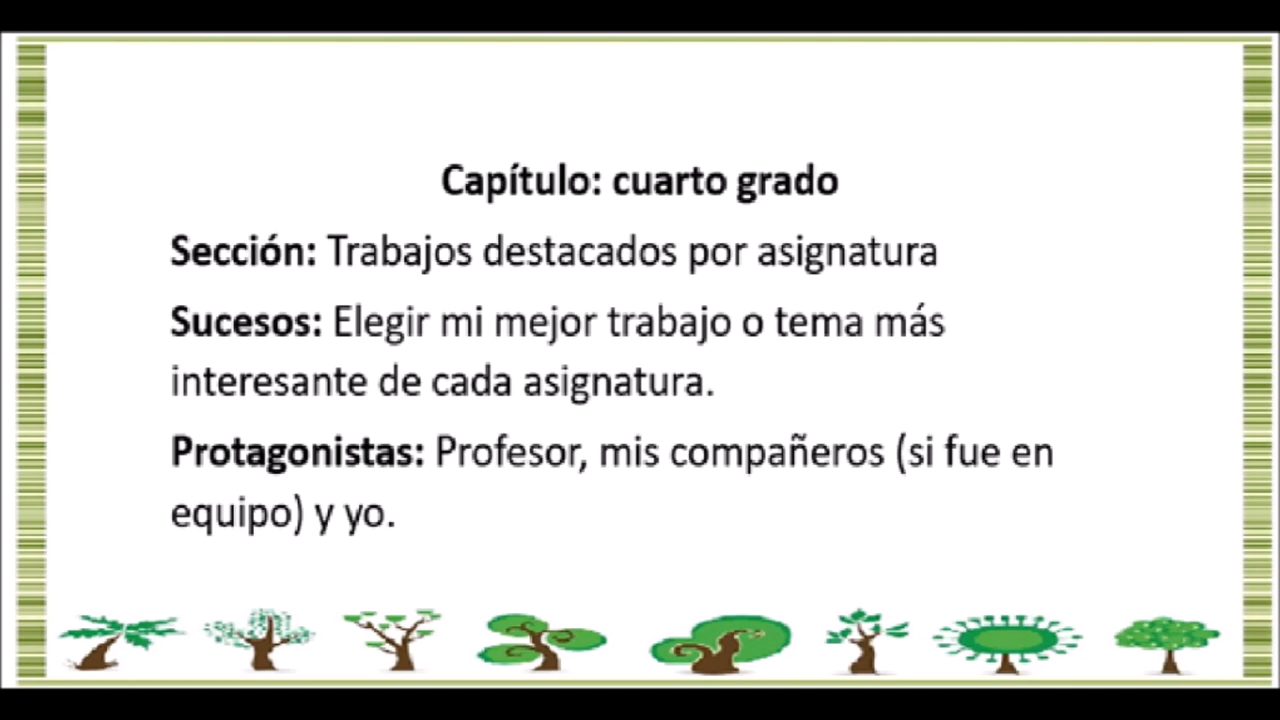 Capítulo: cuarto grado
Sección: Trabajos destacados por asignatura
Sucesos: Elegir mi mejor trabajo o tema más
interesante de cada asignatura.
Protagonistas: Profesor, mis compañeros (si fue en
equipo) y yo.